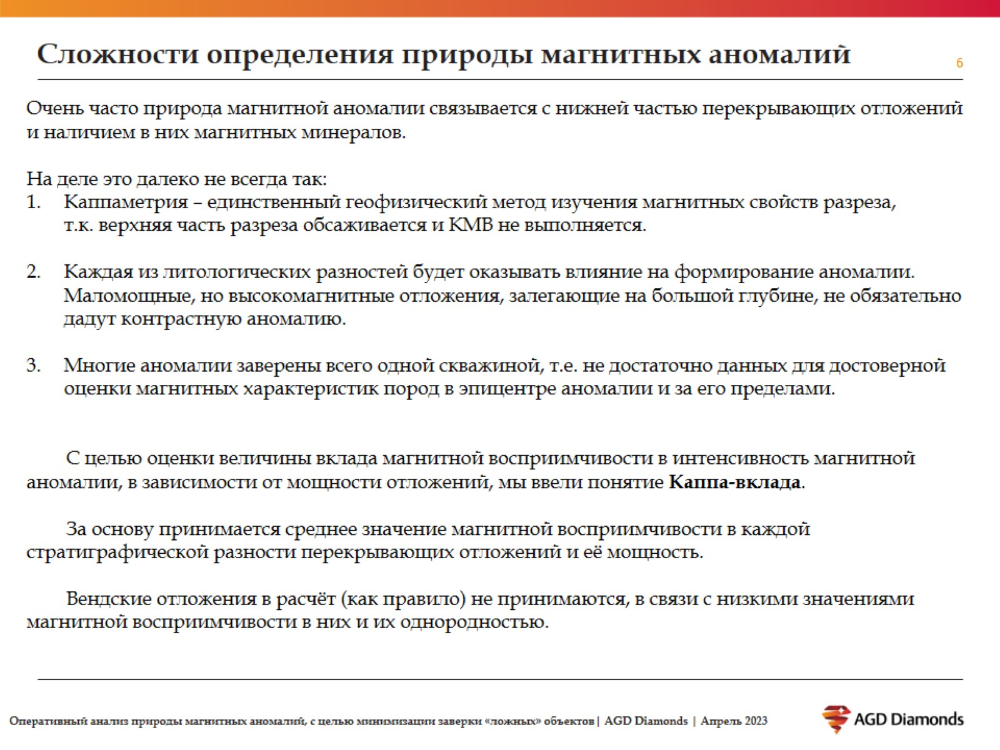 Сложности определения природы магнитных аномалий
6
Очень часто природа магнитной аномалии связывается с нижней частью перекрывающих отложений
и наличием в них магнитных минералов.
На деле это далеко не всегда так:
1. Каппаметрия – единственный геофизический метод изучения магнитных свойств разреза,
т.к. верхняя часть разреза обсаживается и КМВ не выполняется.
2. Каждая из литологических разностей будет оказывать влияние на формирование аномалии.
Маломощные, но высокомагнитные отложения, залегающие на большой глубине, не обязательно
дадут контрастную аномалию.
3. Многие аномалии заверены всего одной скважиной, т.е. не достаточно данных для достоверной
оценки магнитных характеристик пород в эпицентре аномалии и за его пределами.
С целью оценки величины вклада магнитной восприимчивости в интенсивность магнитной
аномалии, в зависимости от мощности отложений, мы ввели понятие Каппа-вклада.
За основу принимается среднее значение магнитной восприимчивости в каждой
стратиграфической разности перекрывающих отложений и её мощность.
Вендские отложения в расчёт (как правило) не принимаются, в связи с низкими значениями
магнитной восприимчивости в них и их однородностью.
Оперативный анализ природы магнитных аномалий, с целью минимизации заверки «ложных» объектов | AGD Diamonds | Апрель 2023
AGD Diamonds